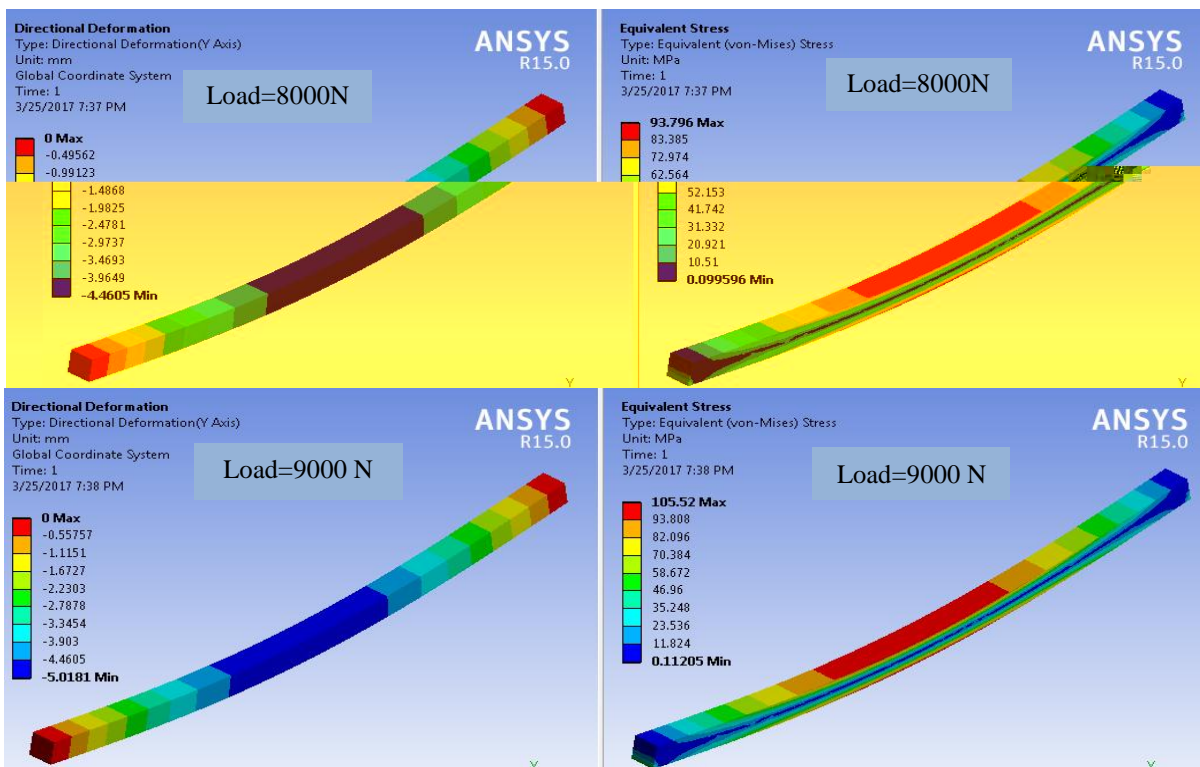 Directional Deformation
Type: Directional Deformation(Y Axis)
Unit: mm
Global Coordinate System
Time: 1
3/25/2017 7:37 PM
Load=8000N
ANSYS
R15.0
0 Max
-0.49562
-0.99123
-1.4868
-1.9825
-2.4781
-2.9737
-3.4693
-3.9649
-4.4605 Min
Y
Equivalent Stress
Type: Equivalent (von-Mises) Stress
Unit: MPa
Time: 1
3/25/2017 7:37 PM
Load=8000N
ANSYS
R15.0
93.796 Max
83.385
72.974
62.564
52.153
41.742
31.332
20.921
10.51
0.099596 Min
Y
Directional Deformation
Type: Directional Deformation(Y Axis)
Unit: mm
Global Coordinate System
Time: 1
3/25/2017 7:38 PM
Load=9000 N
ANSYS
R15.0
0 Max
-0.55757
-1.1151
-1.6727
-2.2303
-2.7878
-3.3454
-3.903
-4.4605
-5.0181 Min
Y
Equivalent Stress
Type: Equivalent (von-Mises) Stress
Unit: MPa
Time: 1
3/25/2017 7:38 PM
Load=9000 N
ANSYS
R15.0
105.52 Max
93.808
82.096
70.384
58.672
46.96
35.248
23.536
11.824
0.11205 Min
Y